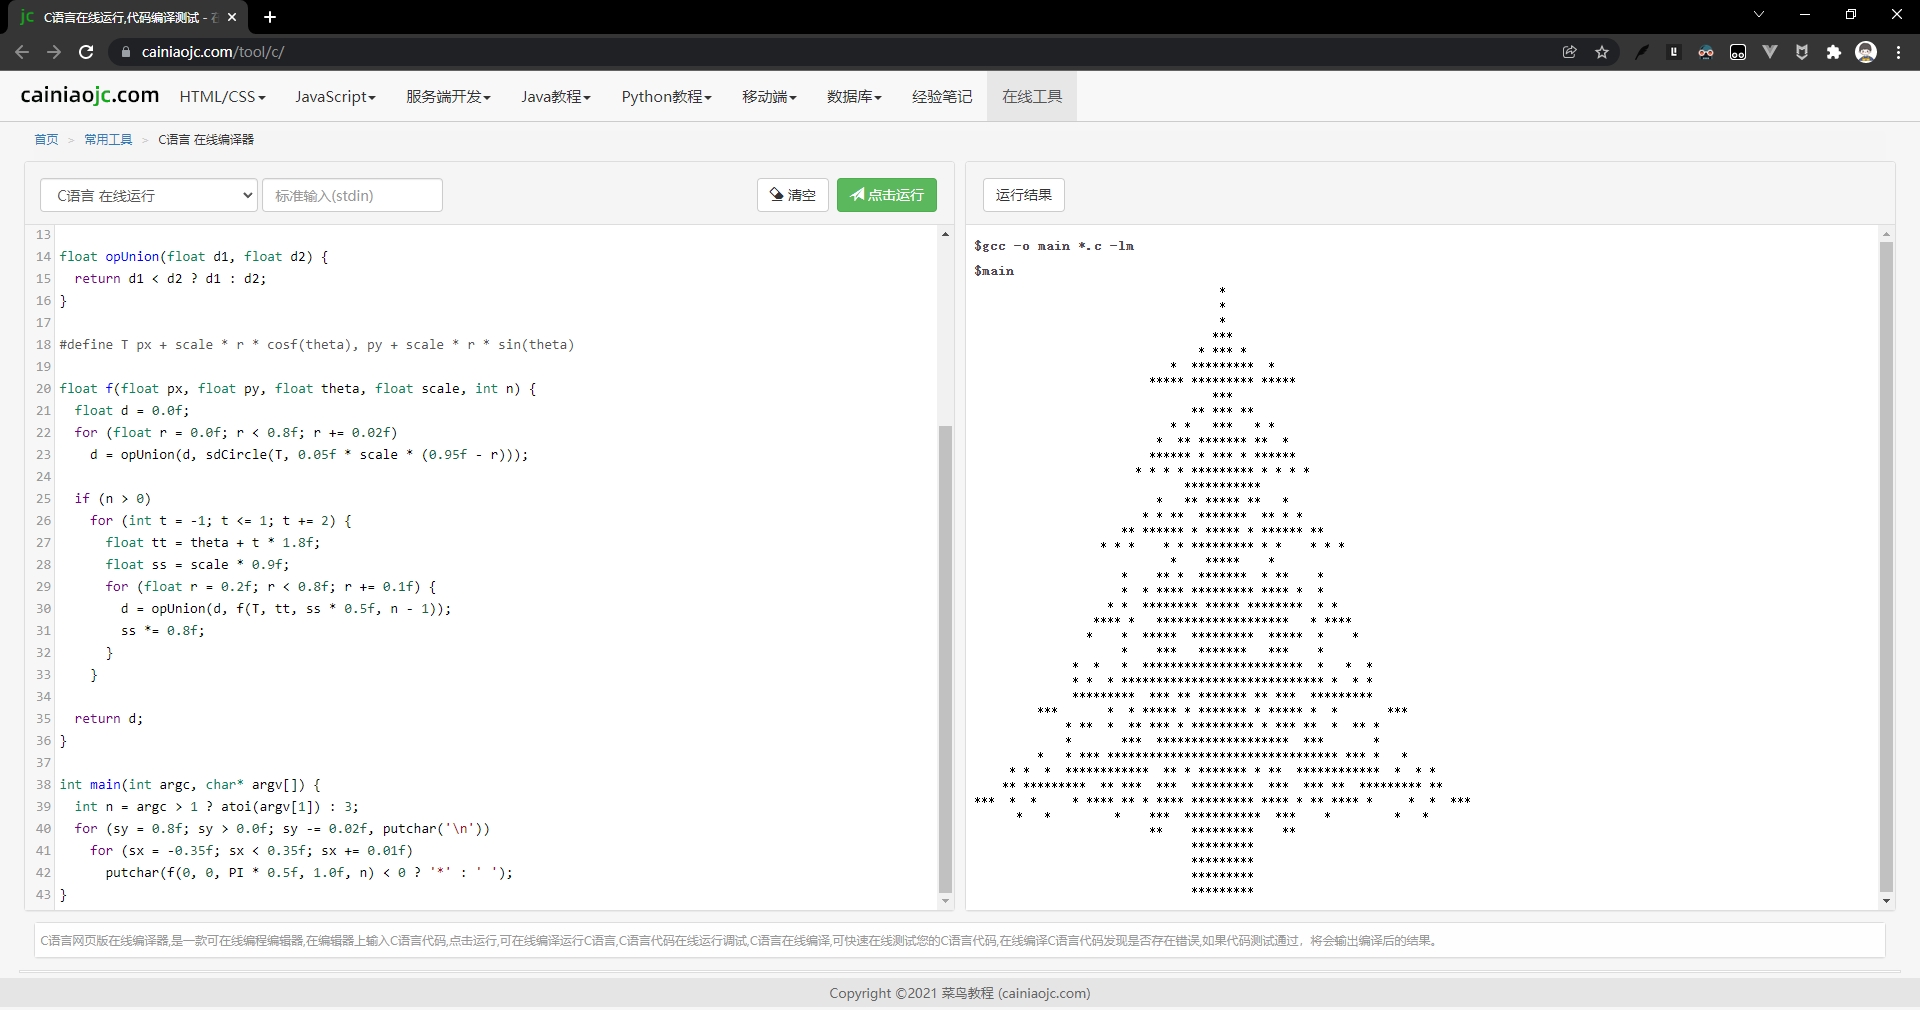 C语言在线运行,代码编译测试 -
cainiaojc.com/tool/c/
cainiaojc.com HTML/CSS JavaScript 服务端开发 Java教程 Python教程 移动端 数据库 经验笔记 在线工具
首页 > 常用工具 > C语言 在线编译器
C语言 在线运行 标准输入(stdin) 清空 点击运行 运行结果
13
14 float opUnion(float d1, float d2) {
15 return d1 < d2 ? d1 : d2;
16 }
17
18 #define T px + scale * r * cosf(theta), py + scale * r * sin(theta)
19
20 float f(float px, float py, float theta, float scale, int n) {
21 float d = 0.0f;
22 for (float r = 0.0f; r < 0.8f; r += 0.02f)
23 d = opUnion(d, sdCircle(T, 0.05f * scale * (0.95f - r)));
24
25 if (n > 0)
26 for (int t = -1; t <= 1; t += 2) {
27 float tt = theta + t * 1.8f;
28 float ss = scale * 0.9f;
29 for (float r = 0.2f; r < 0.8f; r += 0.1f) {
30 d = opUnion(d, f(T, tt, ss * 0.5f, n - 1));
31 ss *= 0.8f;
32 }
33 }
34
35 return d;
36 }
37
38 int main(int argc, char* argv[]) {
39 int n = argc > 1 ? atoi(argv[1]) : 3;
40 for (sy = 0.8f; sy > 0.0f; sy -= 0.02f, putchar('\n'))
41 for (sx = -0.35f; sx < 0.35f; sx += 0.01f)
42 putchar(f(0, 0, PI * 0.5f, 1.0f, n) < 0 ? '*' : ' ');
43 }
$gcc -o main *.c -lm
$main
C语言网页版在线编译器,是一款可在线编程编辑器,在编辑器上输入C语言代码,点击运行,可在线编译运行C语言,C语言代码在线运行调试,C语言在线编译,可快速在线测试您的C语言代码,在线编译C语言代码发现是否存在错误,如果代码测试通过，将会输出编译后的结果。
Copyright ©2021 菜鸟教程 (cainiaojc.com)